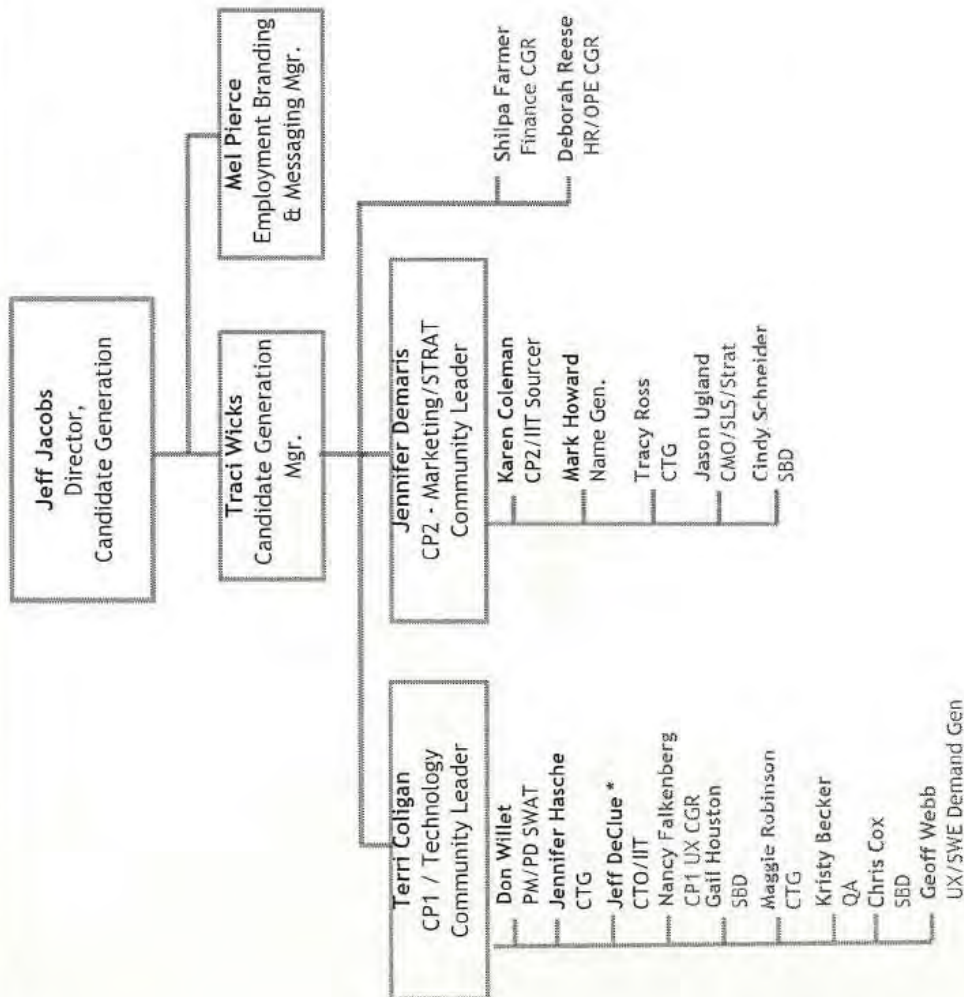 Jeff Jacobs
Director,
Candidate Generation
Mel Pierce
Employment Branding
& Messaging Mgr.
Traci Wicks
Candidate Generation
Mgr.
Terri Coligan
CP1 / Technology
Community Leader
Don Willet
PM/PD SWAT
Jennifer Hasche
CTG
Jeff DeClue *
CTO/IIT
Nancy Falkenberg
CP1 UX CGR
Gail Houston
SBD
Maggie Robinson
CTG
Kristy Becker
QA
Chris Cox
SBD
Geoff Webb
UX/SWE Demand Gen
Jennifer Demaris
CP2 - Marketing/STRAT
Community Leader
Karen Coleman
CP2/IIT Sourcer
Mark Howard
Name Gen.
Tracy Ross
CTG
Jason Ugland
CMO/SLS/Strat
Cindy Schneider
SBD
Shilpa Farmer
Finance CGR
Deborah Reese
HR/OPE CGR